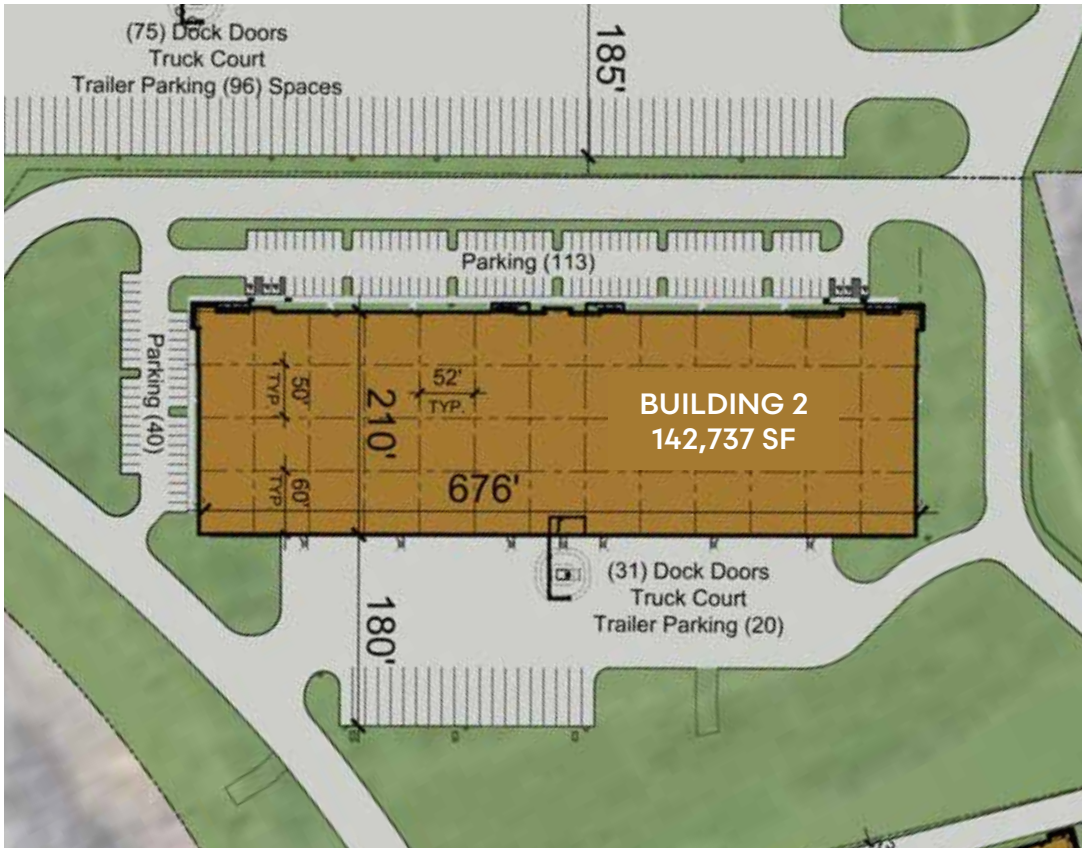 (75) Dock Doors
Truck Court
Trailer Parking (96) Spaces
185'
Parking (113)
Parking (40)
50'
TYP
210'
52'
TYP.
BUILDING 2
142,737 SF
60'
TYP
676'
(31) Dock Doors
Truck Court
Trailer Parking (20)
180'